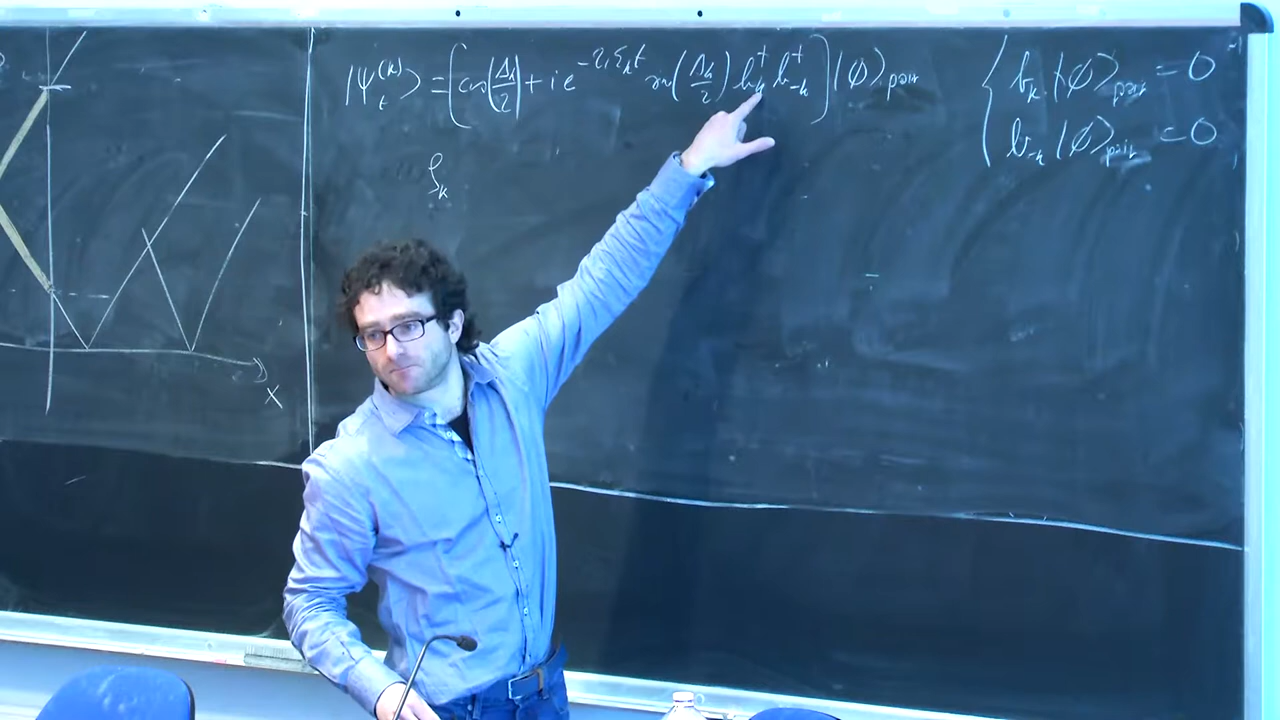 |Ψ_t^(k)⟩ = [cos(Δ_k/2) + i e^{-2iε_k t} sin(Δ_k/2) b_k^† b_{-k}^†] |Ø⟩_pair
{ b_k |Ø⟩_pair = 0
b_{-k} |Ø⟩_pair = 0
ρ_k
x